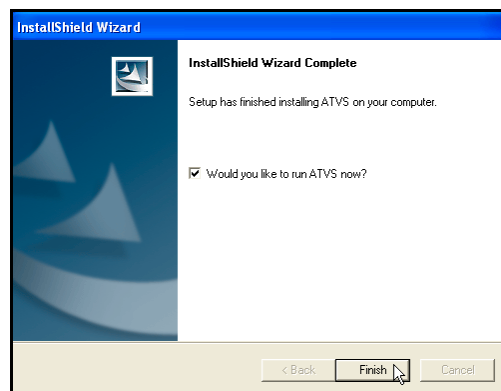 InstallShield Wizard
InstallShield Wizard Complete
Setup has finished installing ATVS on your computer.
Would you like to run ATVS now?
< Back
Finish
Cancel